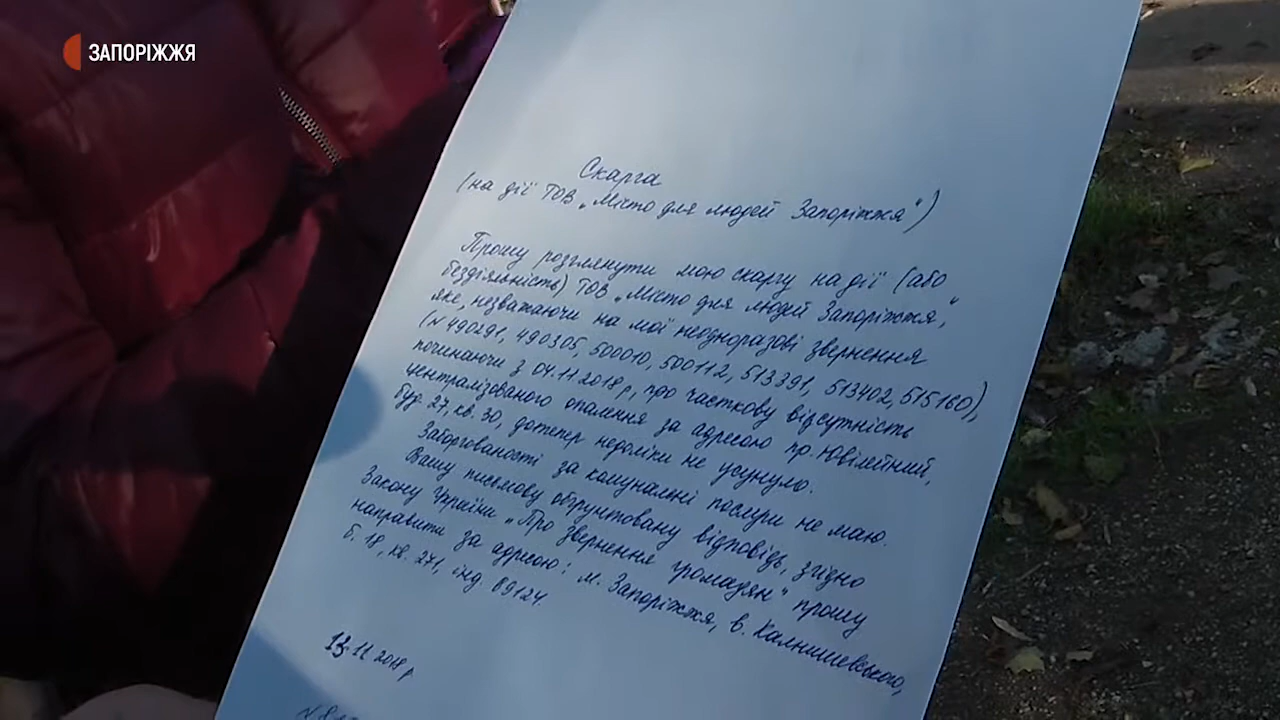 ЗАПОРІЖЖЯ
Скарга
(на дії ТОВ „Місто для людей Запоріжжя")
Прошу розглянути мою скаргу на дії (або
бездіяльність) ТОВ „Місто для людей Запоріжжя",
яке, незважаючи на мої неодноразові звернення
(№ 490291, 490305, 500010, 500112, 513391, 513402, 515160),
починаючи з 04.11.2018 р, про часткову відсутність
централізованого опалення за адресою пр. Ювілейний,
буд. 27, кв. 30, дотепер недоліки не усунуло.
Заборгованості за комунальні послуги не маю.
Вашу письмову обґрунтовану відповідь, згідно
Закону України „Про Звернення громадян" прошу
направити за адресою: м. Запоріжжя, в. Калнишевського,
б. 18, кв. 271, інд 69124.
13.11 2018 р